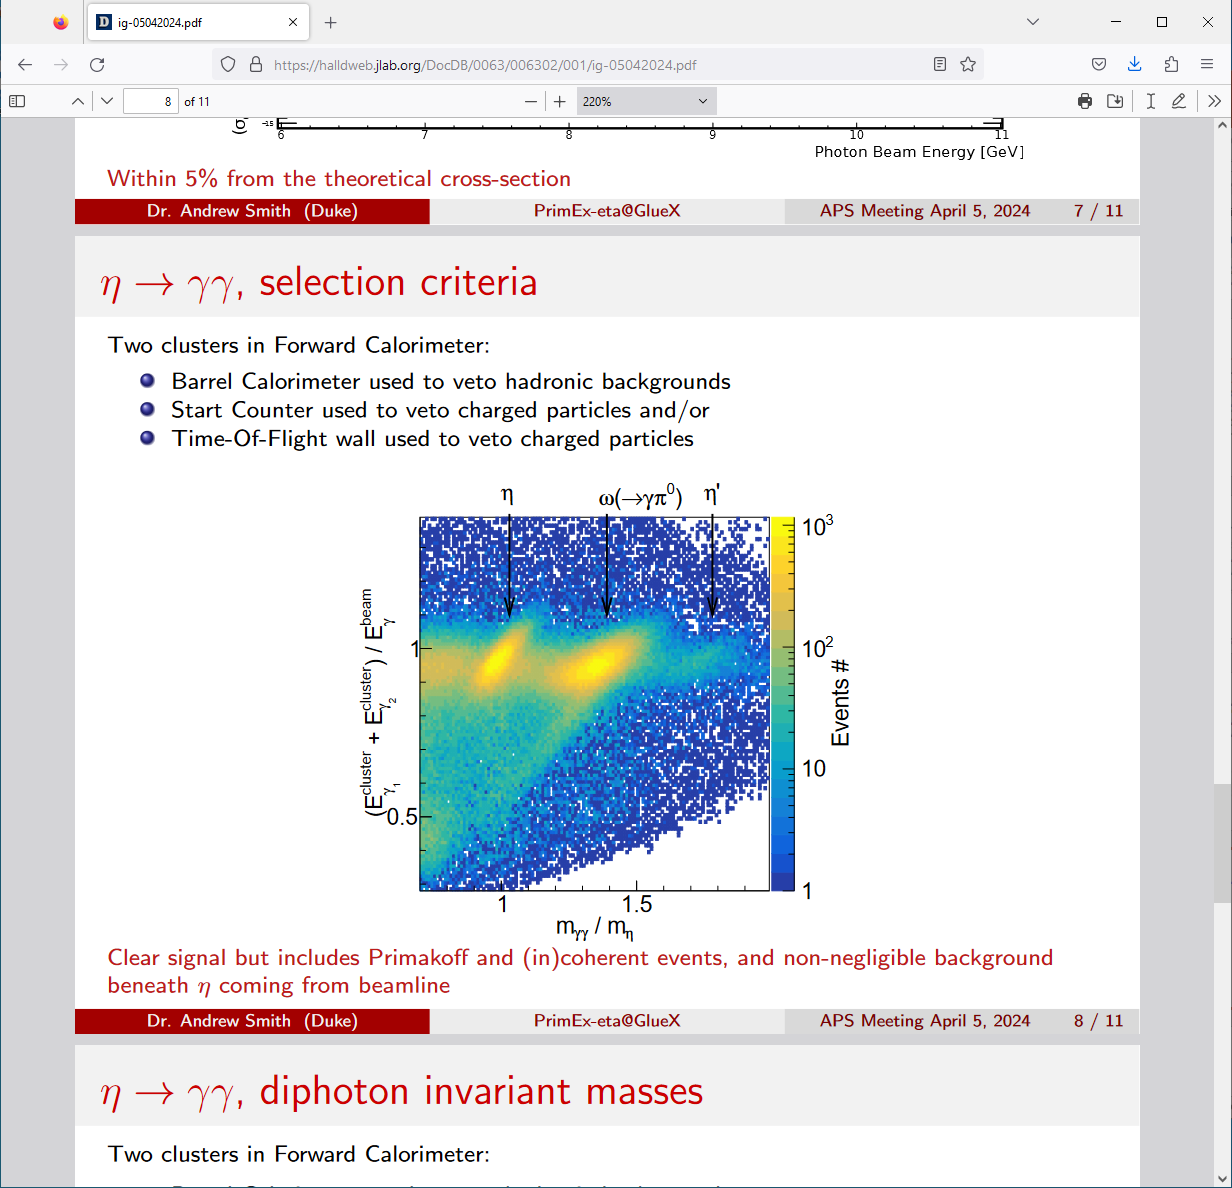 ig-05042024.pdf
https://halldweb.jlab.org/DocDB/0063/006302/001/ig-05042024.pdf
8 of 11
220%
-15
6 7 8 9 10 11
Photon Beam Energy [GeV]
Within 5% from the theoretical cross-section
Dr. Andrew Smith (Duke) PrimEx-eta@GlueX APS Meeting April 5, 2024 7 / 11
η → γγ, selection criteria
Two clusters in Forward Calorimeter:
Barrel Calorimeter used to veto hadronic backgrounds
Start Counter used to veto charged particles and/or
Time-Of-Flight wall used to veto charged particles
η ω(→γπ⁰) η'
(E^cluster_γ₁ + E^cluster_γ₂) / E^beam_γ
1
0.5
1 1.5
m_γγ / m_η
10³
10²
10
1
Events #
Clear signal but includes Primakoff and (in)coherent events, and non-negligible background
beneath η coming from beamline
Dr. Andrew Smith (Duke) PrimEx-eta@GlueX APS Meeting April 5, 2024 8 / 11
η → γγ, diphoton invariant masses
Two clusters in Forward Calorimeter: